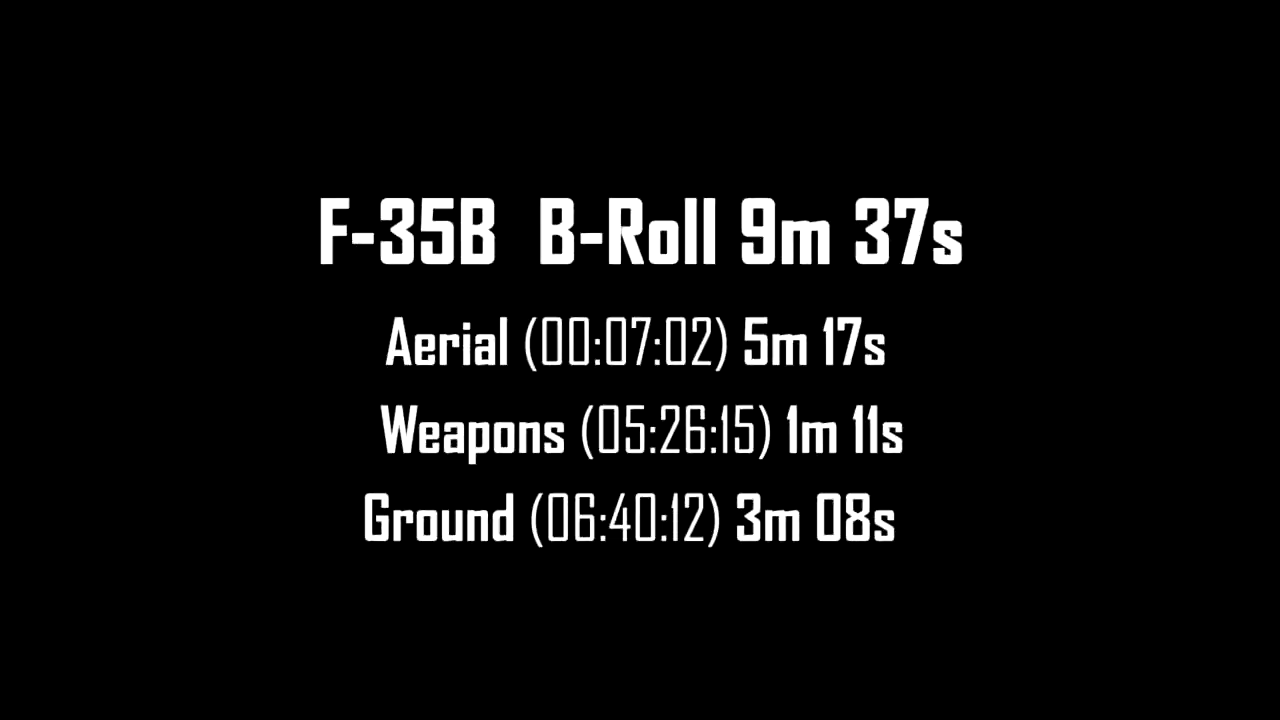 F-35B  B-Roll 9m 37s
Aerial (00:07:02) 5m 17s
Weapons (05:26:15) 1m 11s
Ground (06:40:12) 3m 08s